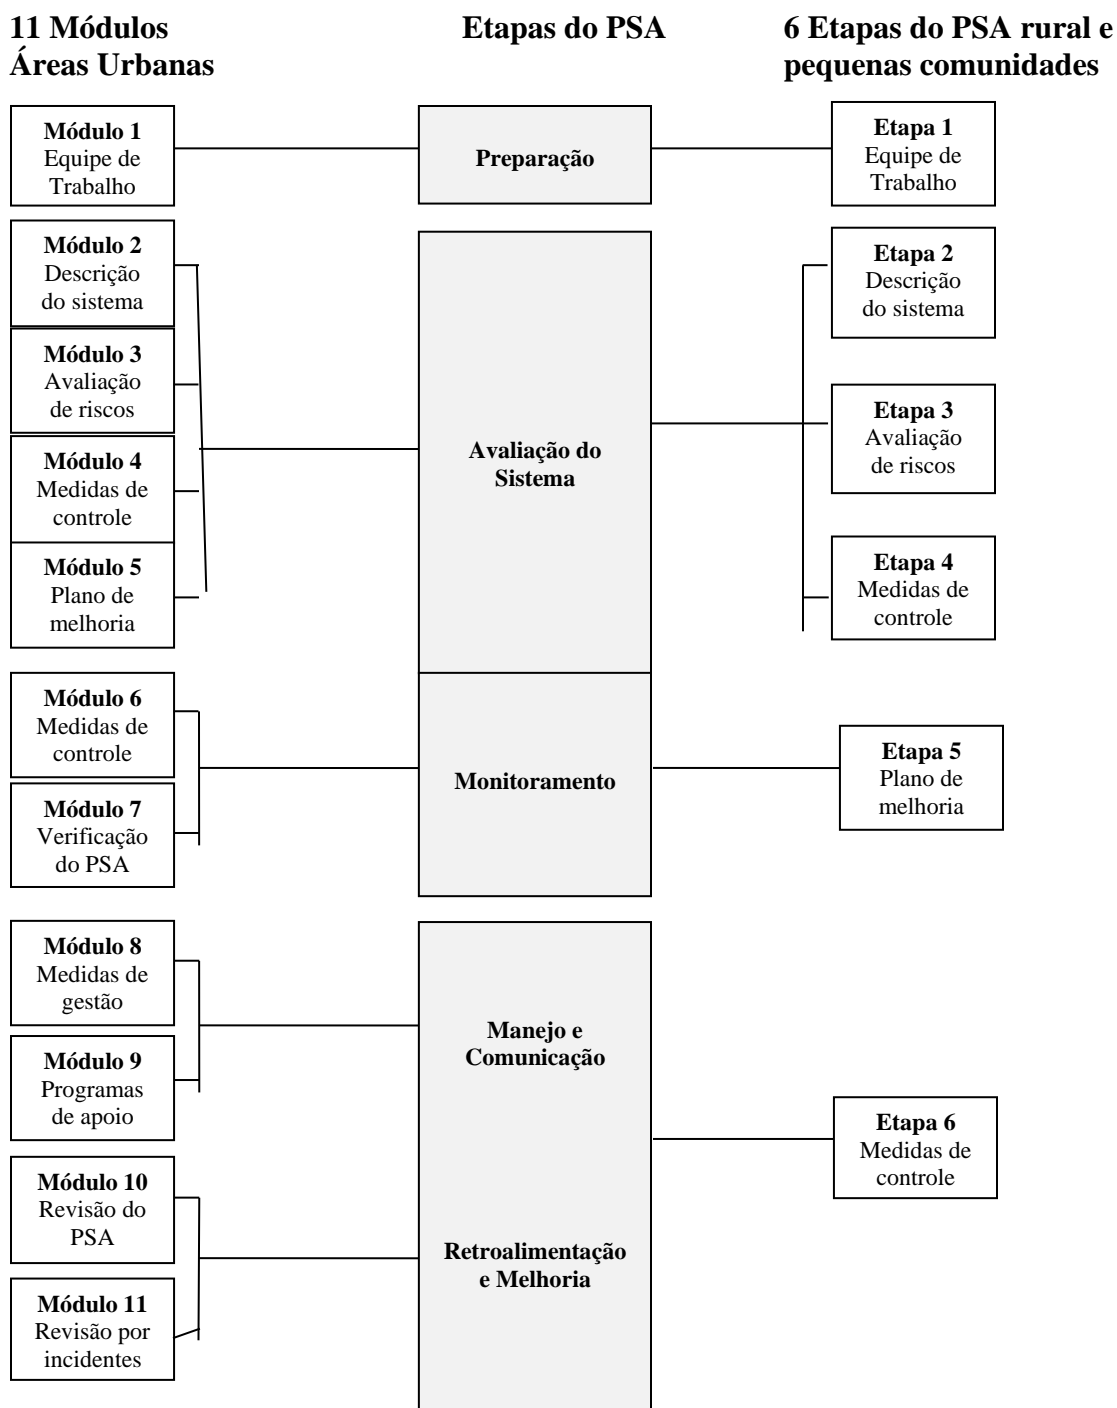 11 Módulos
Áreas Urbanas
Etapas do PSA
6 Etapas do PSA rural e
pequenas comunidades
Módulo 1
Equipe de
Trabalho
Preparação
Etapa 1
Equipe de
Trabalho
Módulo 2
Descrição
do sistema
Módulo 3
Avaliação
de riscos
Módulo 4
Medidas de
controle
Módulo 5
Plano de
melhoria
Avaliação do
Sistema
Etapa 2
Descrição
do sistema
Etapa 3
Avaliação
de riscos
Etapa 4
Medidas de
controle
Módulo 6
Medidas de
controle
Módulo 7
Verificação
do PSA
Monitoramento
Etapa 5
Plano de
melhoria
Módulo 8
Medidas de
gestão
Módulo 9
Programas
de apoio
Manejo e
Comunicação
Módulo 10
Revisão do
PSA
Módulo 11
Revisão por
incidentes
Retroalimentação
e Melhoria
Etapa 6
Medidas de
controle